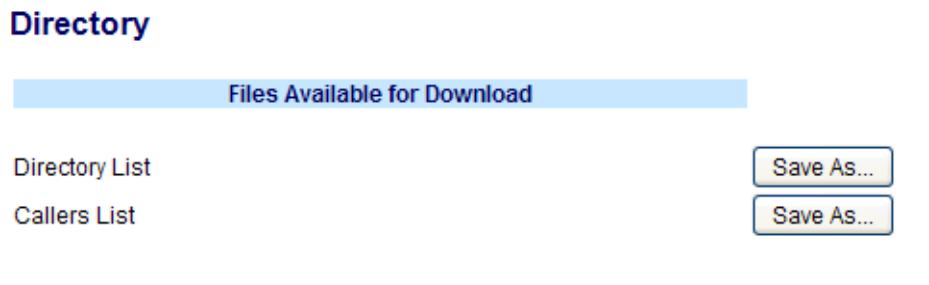 Directory
Files Available for Download
Directory List Save As...
Callers List Save As...